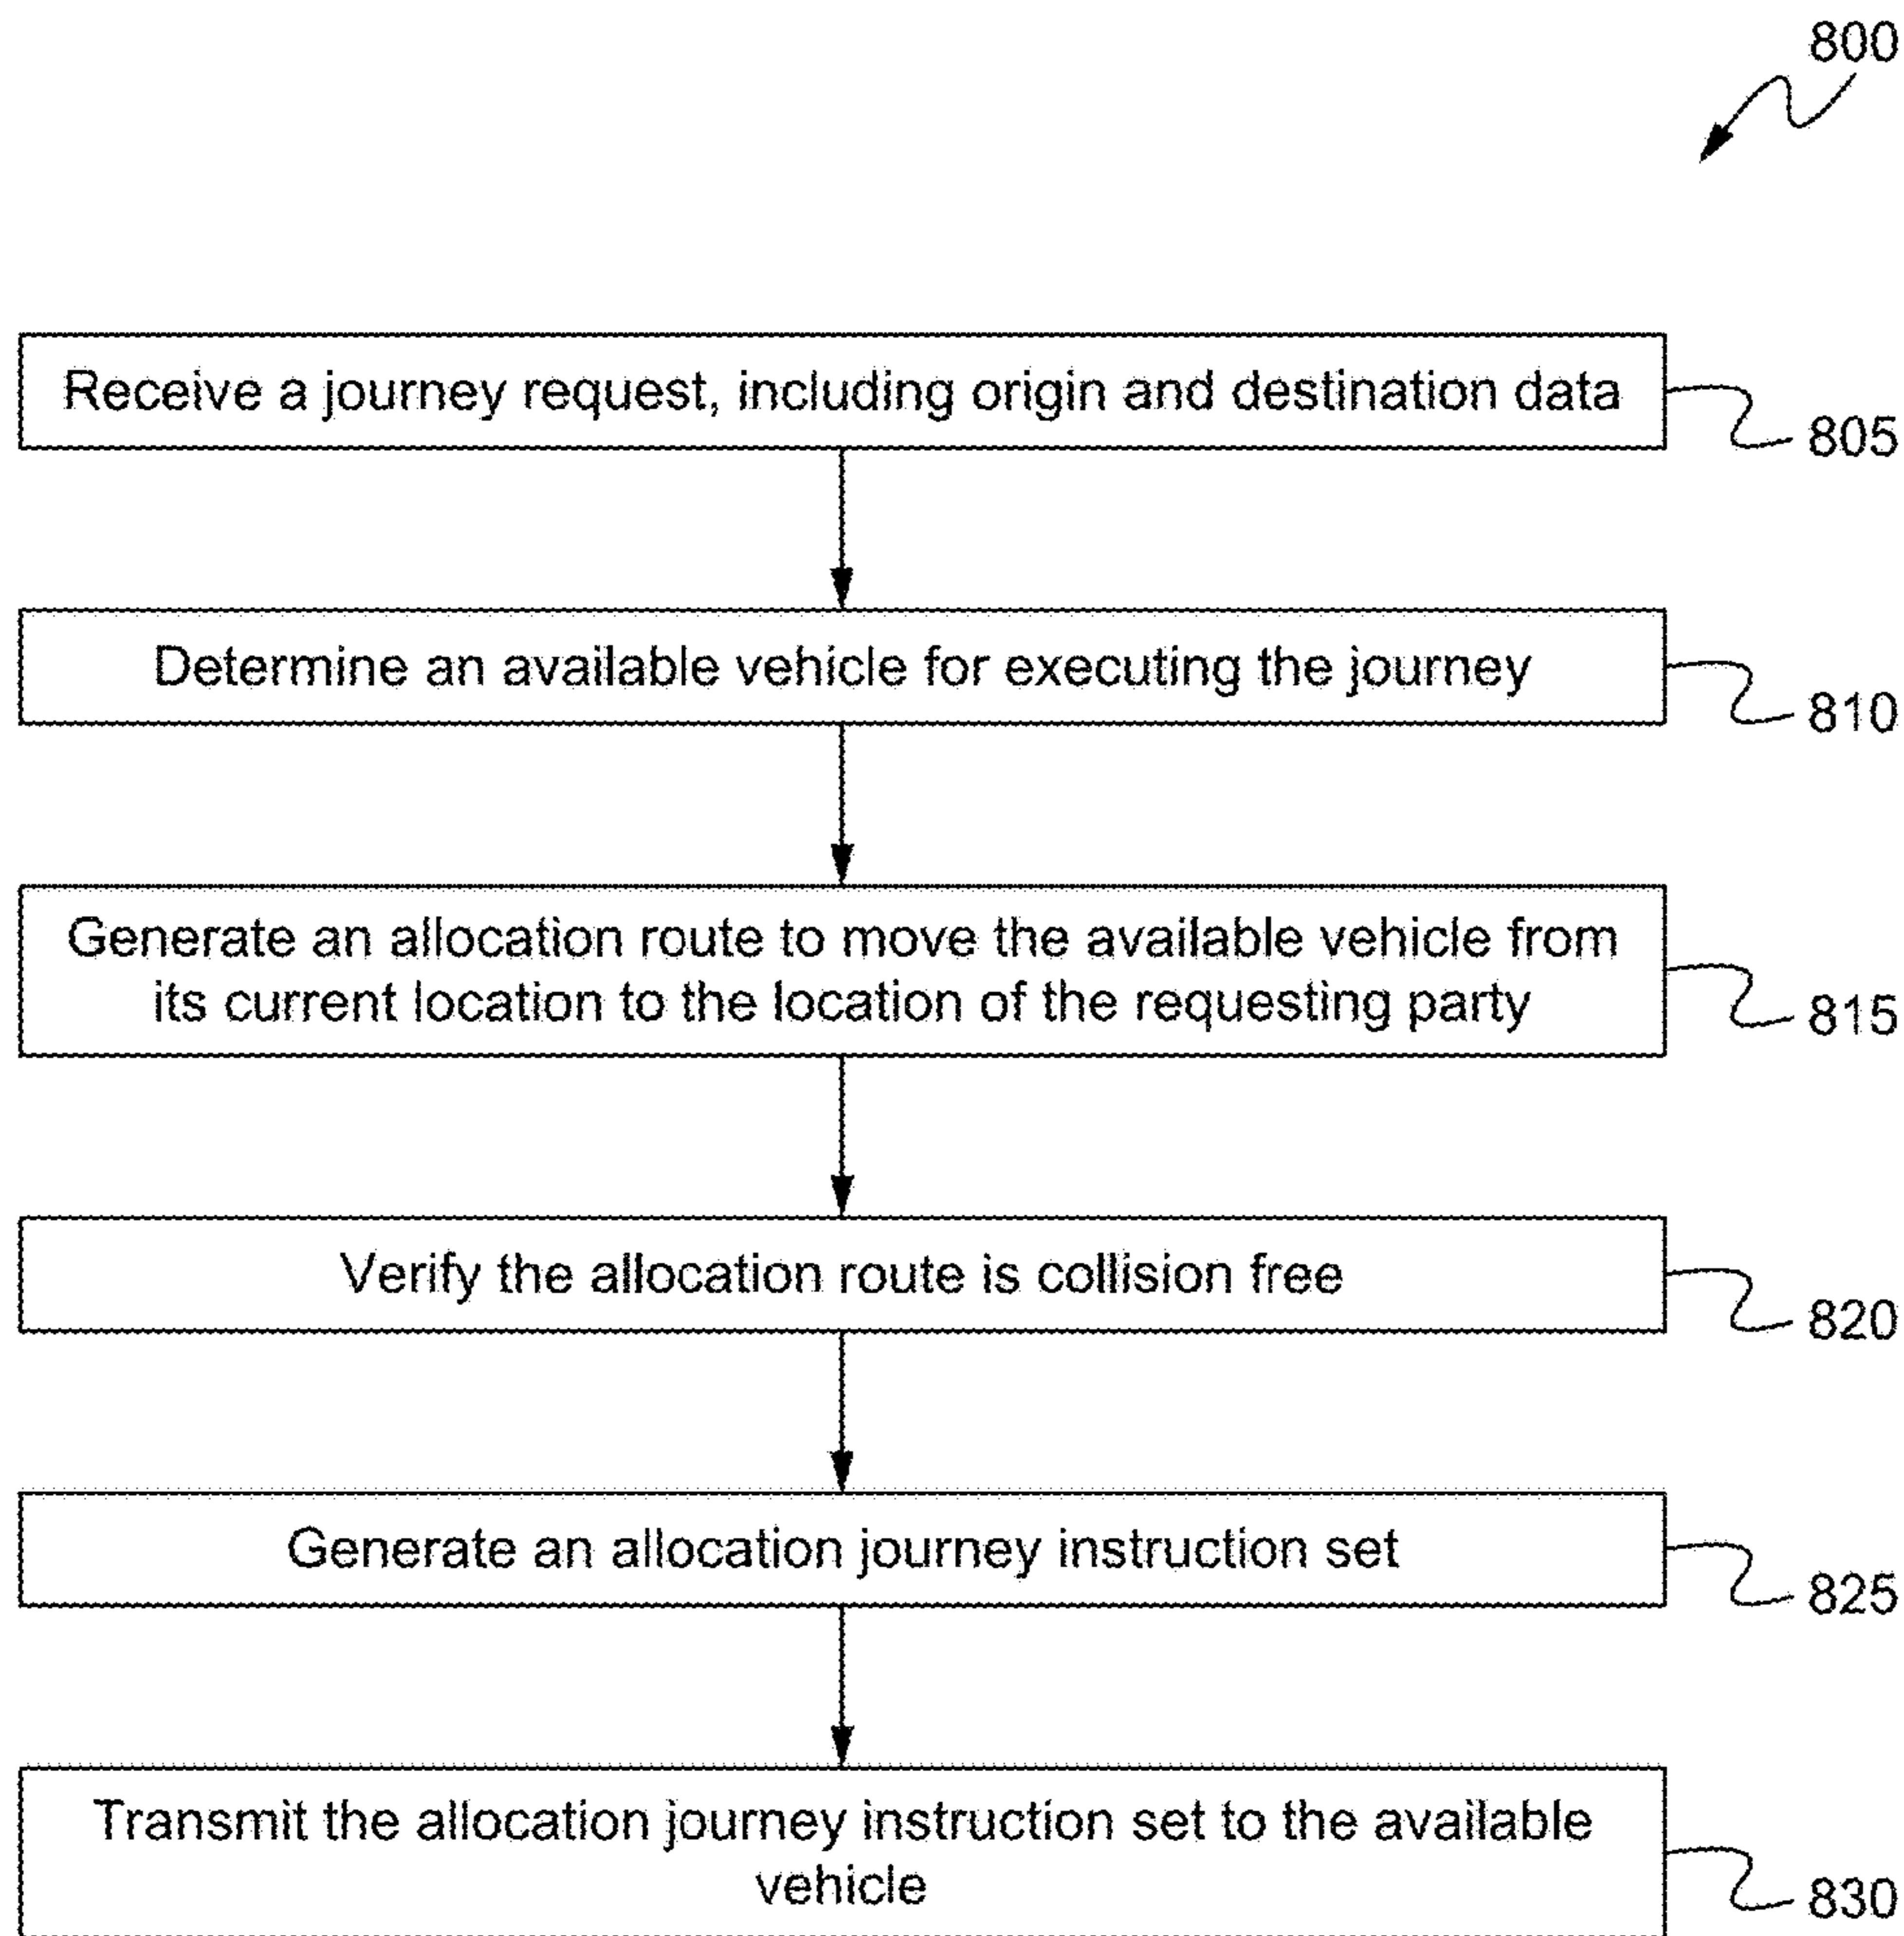 800
Receive a journey request, including origin and destination data
805
Determine an available vehicle for executing the journey
810
Generate an allocation route to move the available vehicle from
its current location to the location of the requesting party
815
Verify the allocation route is collision free
820
Generate an allocation journey instruction set
825
Transmit the allocation journey instruction set to the available
vehicle
830